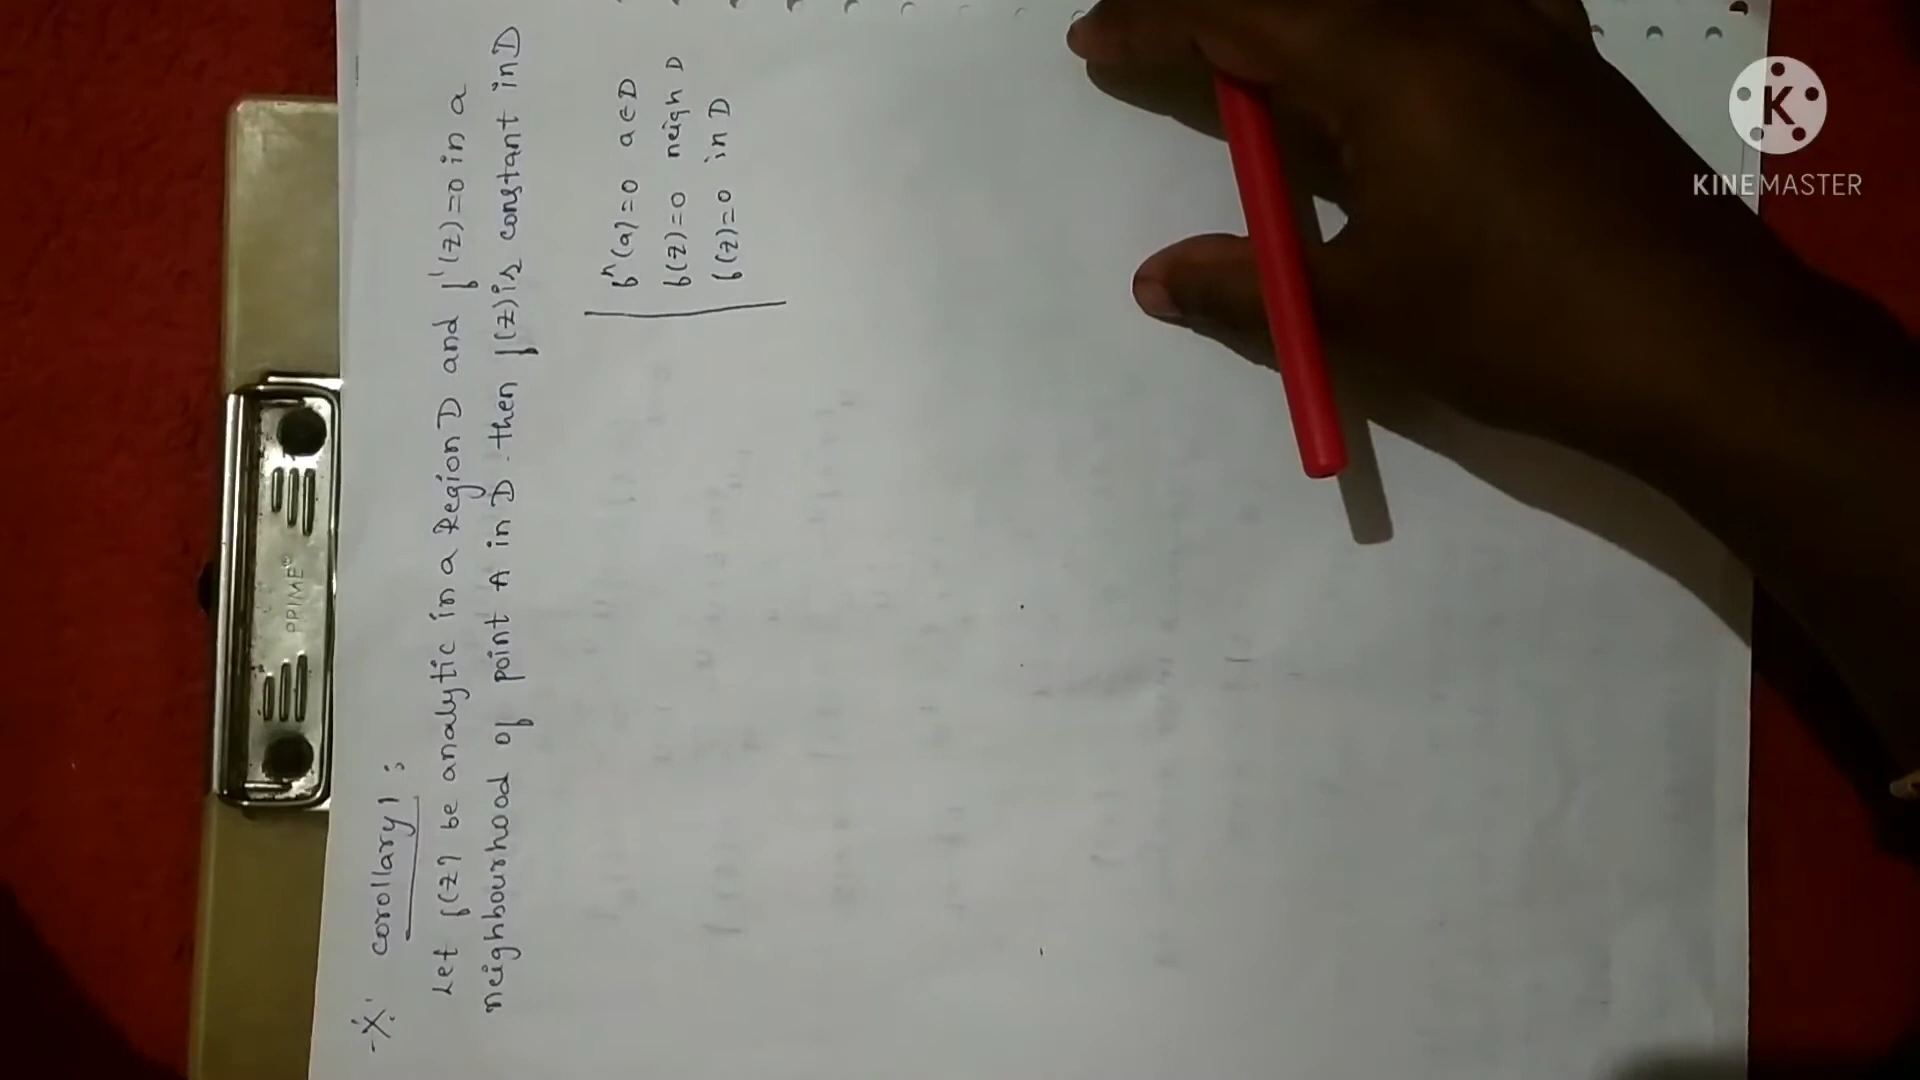 ※ corollary 1 :
Let f(z) be analytic in a Region D and f'(z)=0 in a
neighbourhood of point A in D then f(z) is constant in D
fⁿ(a)=0 a∈D
f(z)=0 neigh D
f(z)=0 in D
PRIME®
K
KINEMASTER